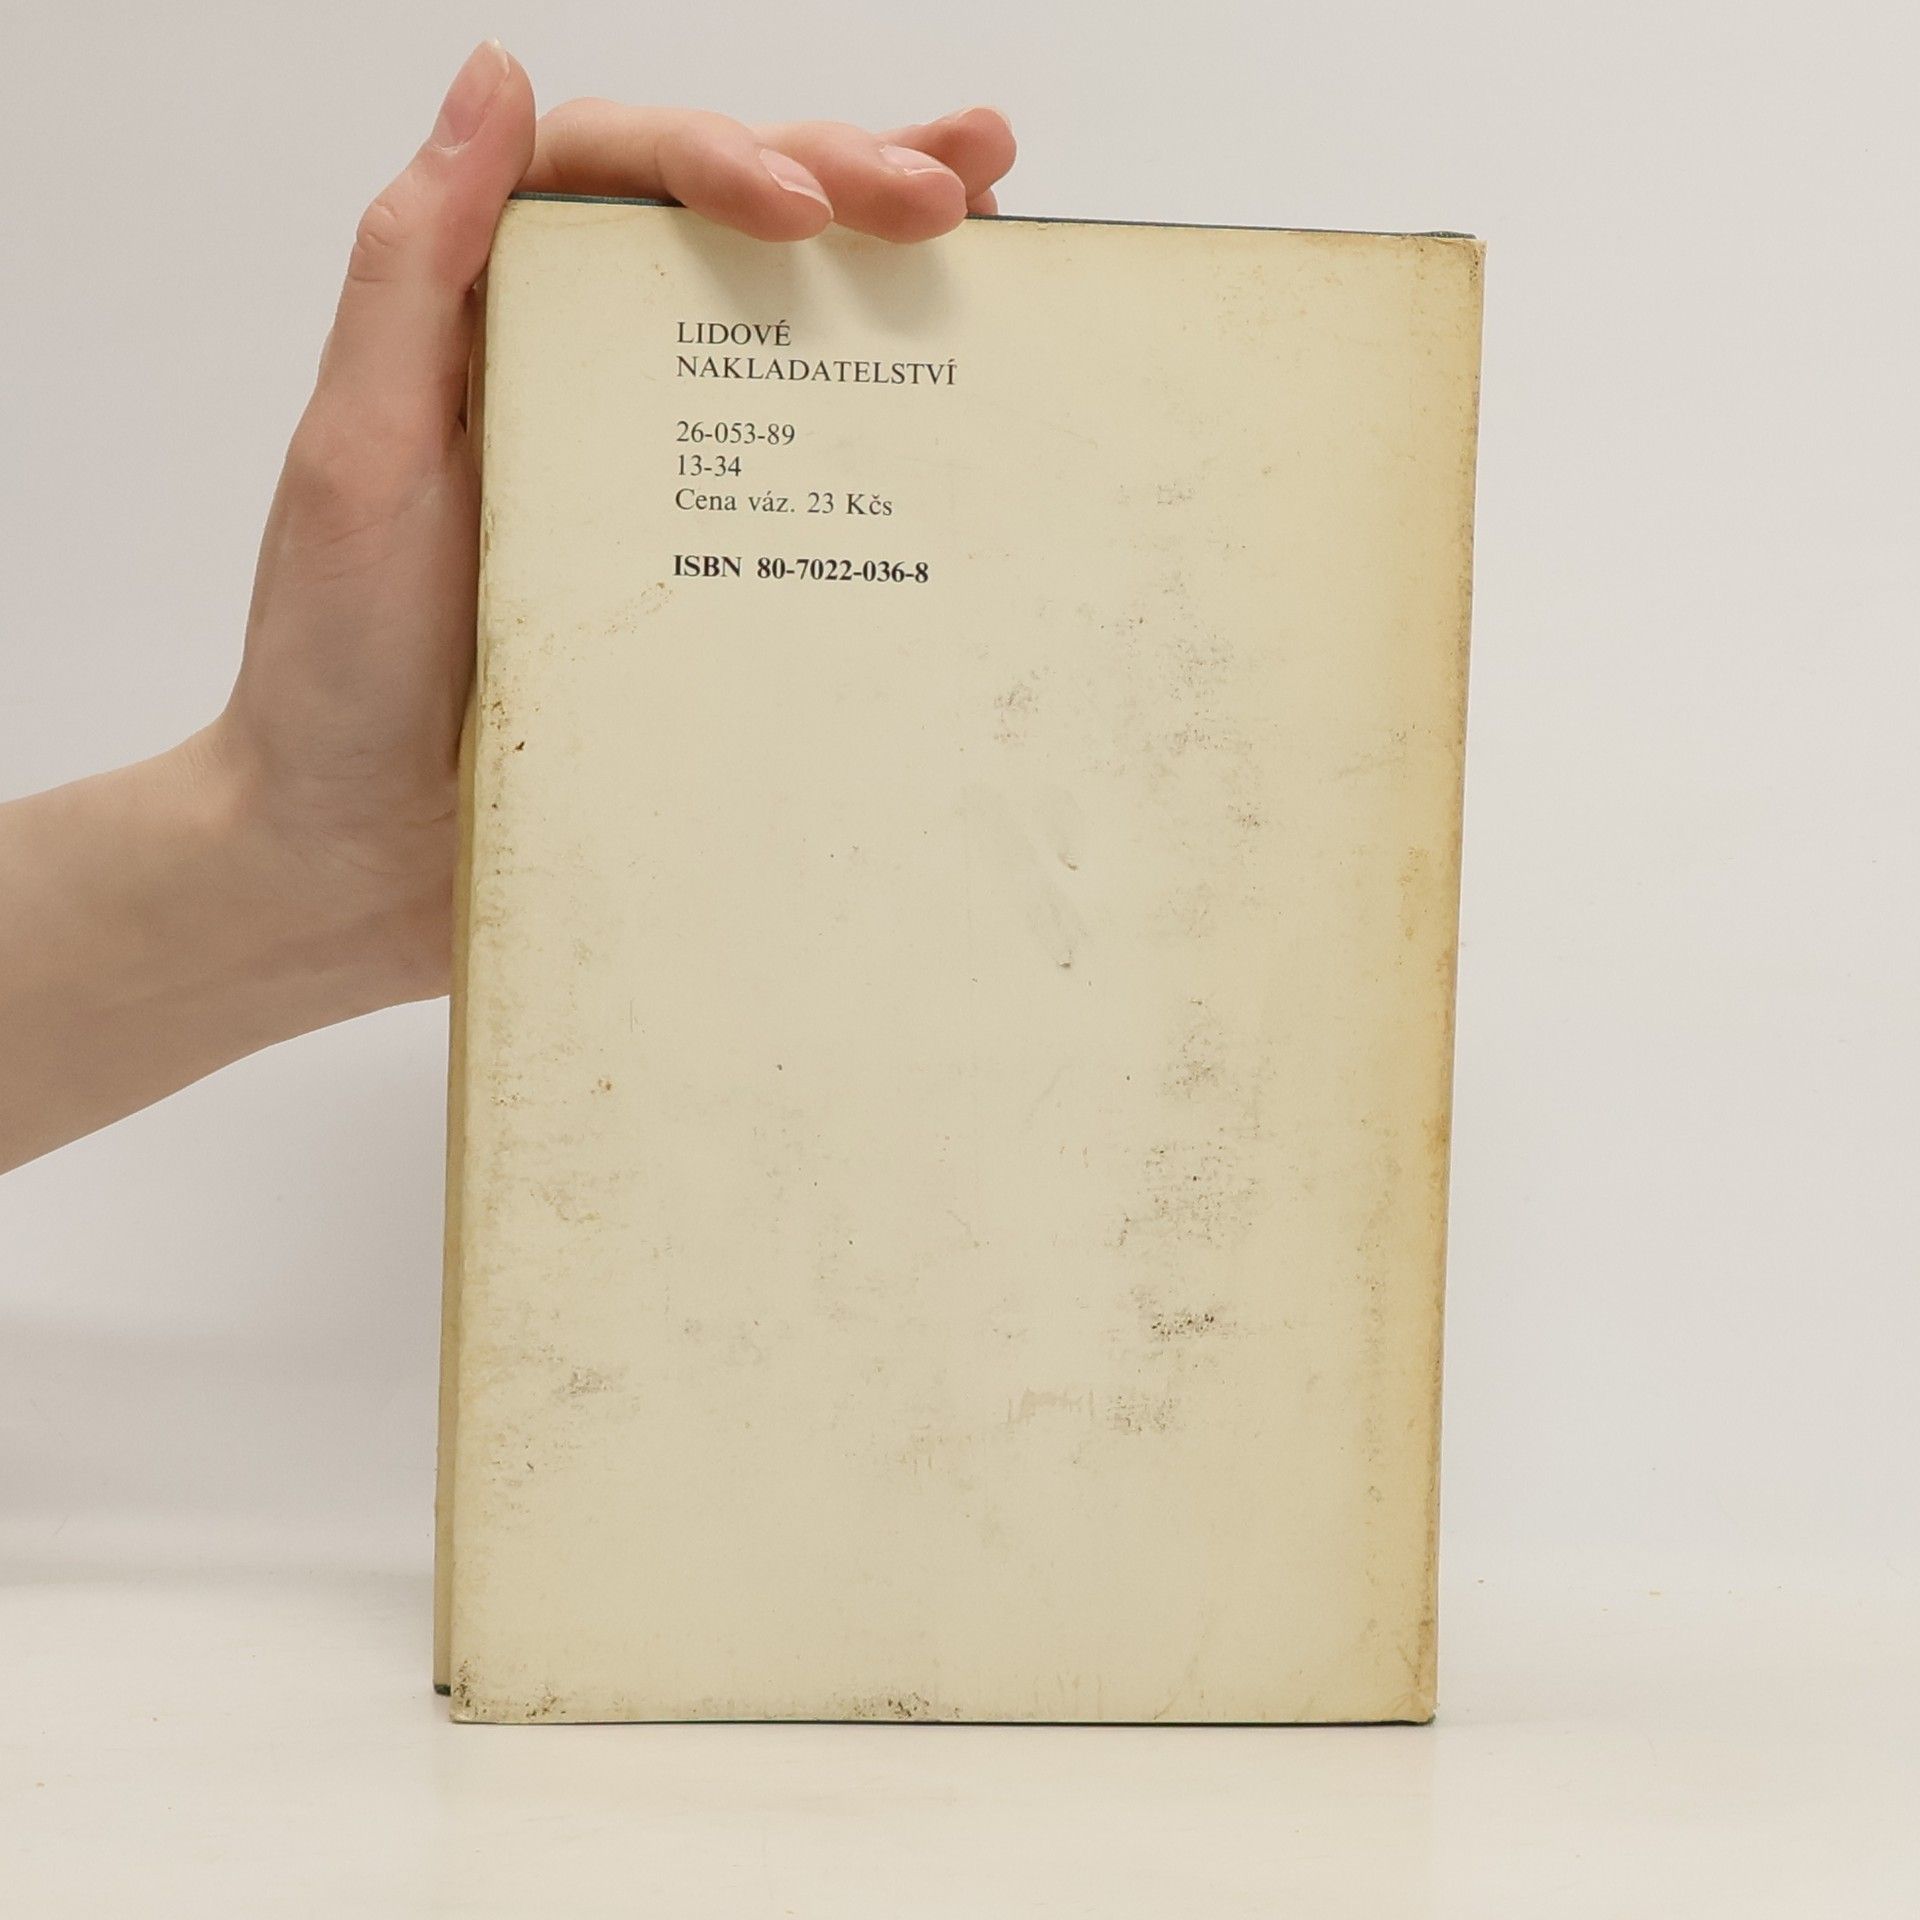 LIDOVÉ
NAKLADATELSTVÍ
26-053-89
13-34
Cena váz. 23 Kčs
ISBN 80-7022-036-8